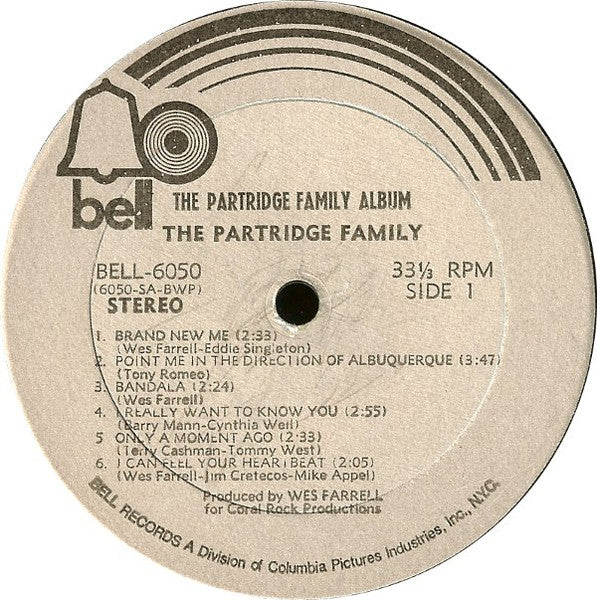 bell
THE PARTRIDGE FAMILY ALBUM
THE PARTRIDGE FAMILY
BELL-6050
(6050-SA-BWP)
STEREO
33⅓ RPM
SIDE 1
1. BRAND NEW ME (2:33)
(Wes Farrell-Eddie Singleton)
2. POINT ME IN THE DIRECTION OF ALBUQUERQUE (3:47)
(Tony Romeo)
3. BANDALA (2:24)
(Wes Farrell)
4. I REALLY WANT TO KNOW YOU (2:55)
(Barry Mann-Cynthia Weil)
5 ONLY A MOMENT AGO (2:33)
(Terry Cashman-Tommy West)
6. I CAN FEEL YOUR HEARTBEAT (2:05)
(Wes Farrell-Jim Cretecos-Mike Appel)
Produced by WES FARRELL
for Coral Rock Productions
BELL RECORDS A Division of Columbia Pictures Industries, Inc., N.Y.C.